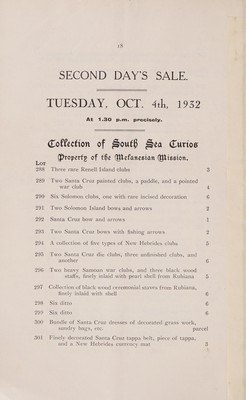 18
SECOND DAY'S SALE.
TUESDAY, OCT. 4th, 1932
At 1.30 p.m. precisely.
Collection of South Sea Curios
Property of the Melanesian Mission.
LOT
288 Three rare Renell Island clubs 3
289 Two Santa Cruz painted clubs, a paddle, and a pointed
war club 4
290 Six Solomon clubs, one with rare incised decoration 6
291 Two Solomon Island bows and arrows 2
292 Santa Cruz bow and arrows 1
293 Two Santa Cruz bows with fishing arrows 2
294 A collection of five types of New Hebrides clubs 5
295 Two Santa Cruz dic clubs, three unfinished clubs, and
another 6
296 Two heavy Samoan war clubs, and three black wood
staffs, freely inlaid with pearl shell from Rubiana 5
297 Collection of black wood ceremonial staves from Rubiana,
freely inlaid with shell 6
298 Six ditto 6
299 Six ditto 6
300 Bundle of Santa Cruz dresses of decorated grass work,
sundry bags, etc. parcel
301 Finely decorated Santa Cruz tappa belt, piece of tappa,
and a New Hebrides currency mat 3